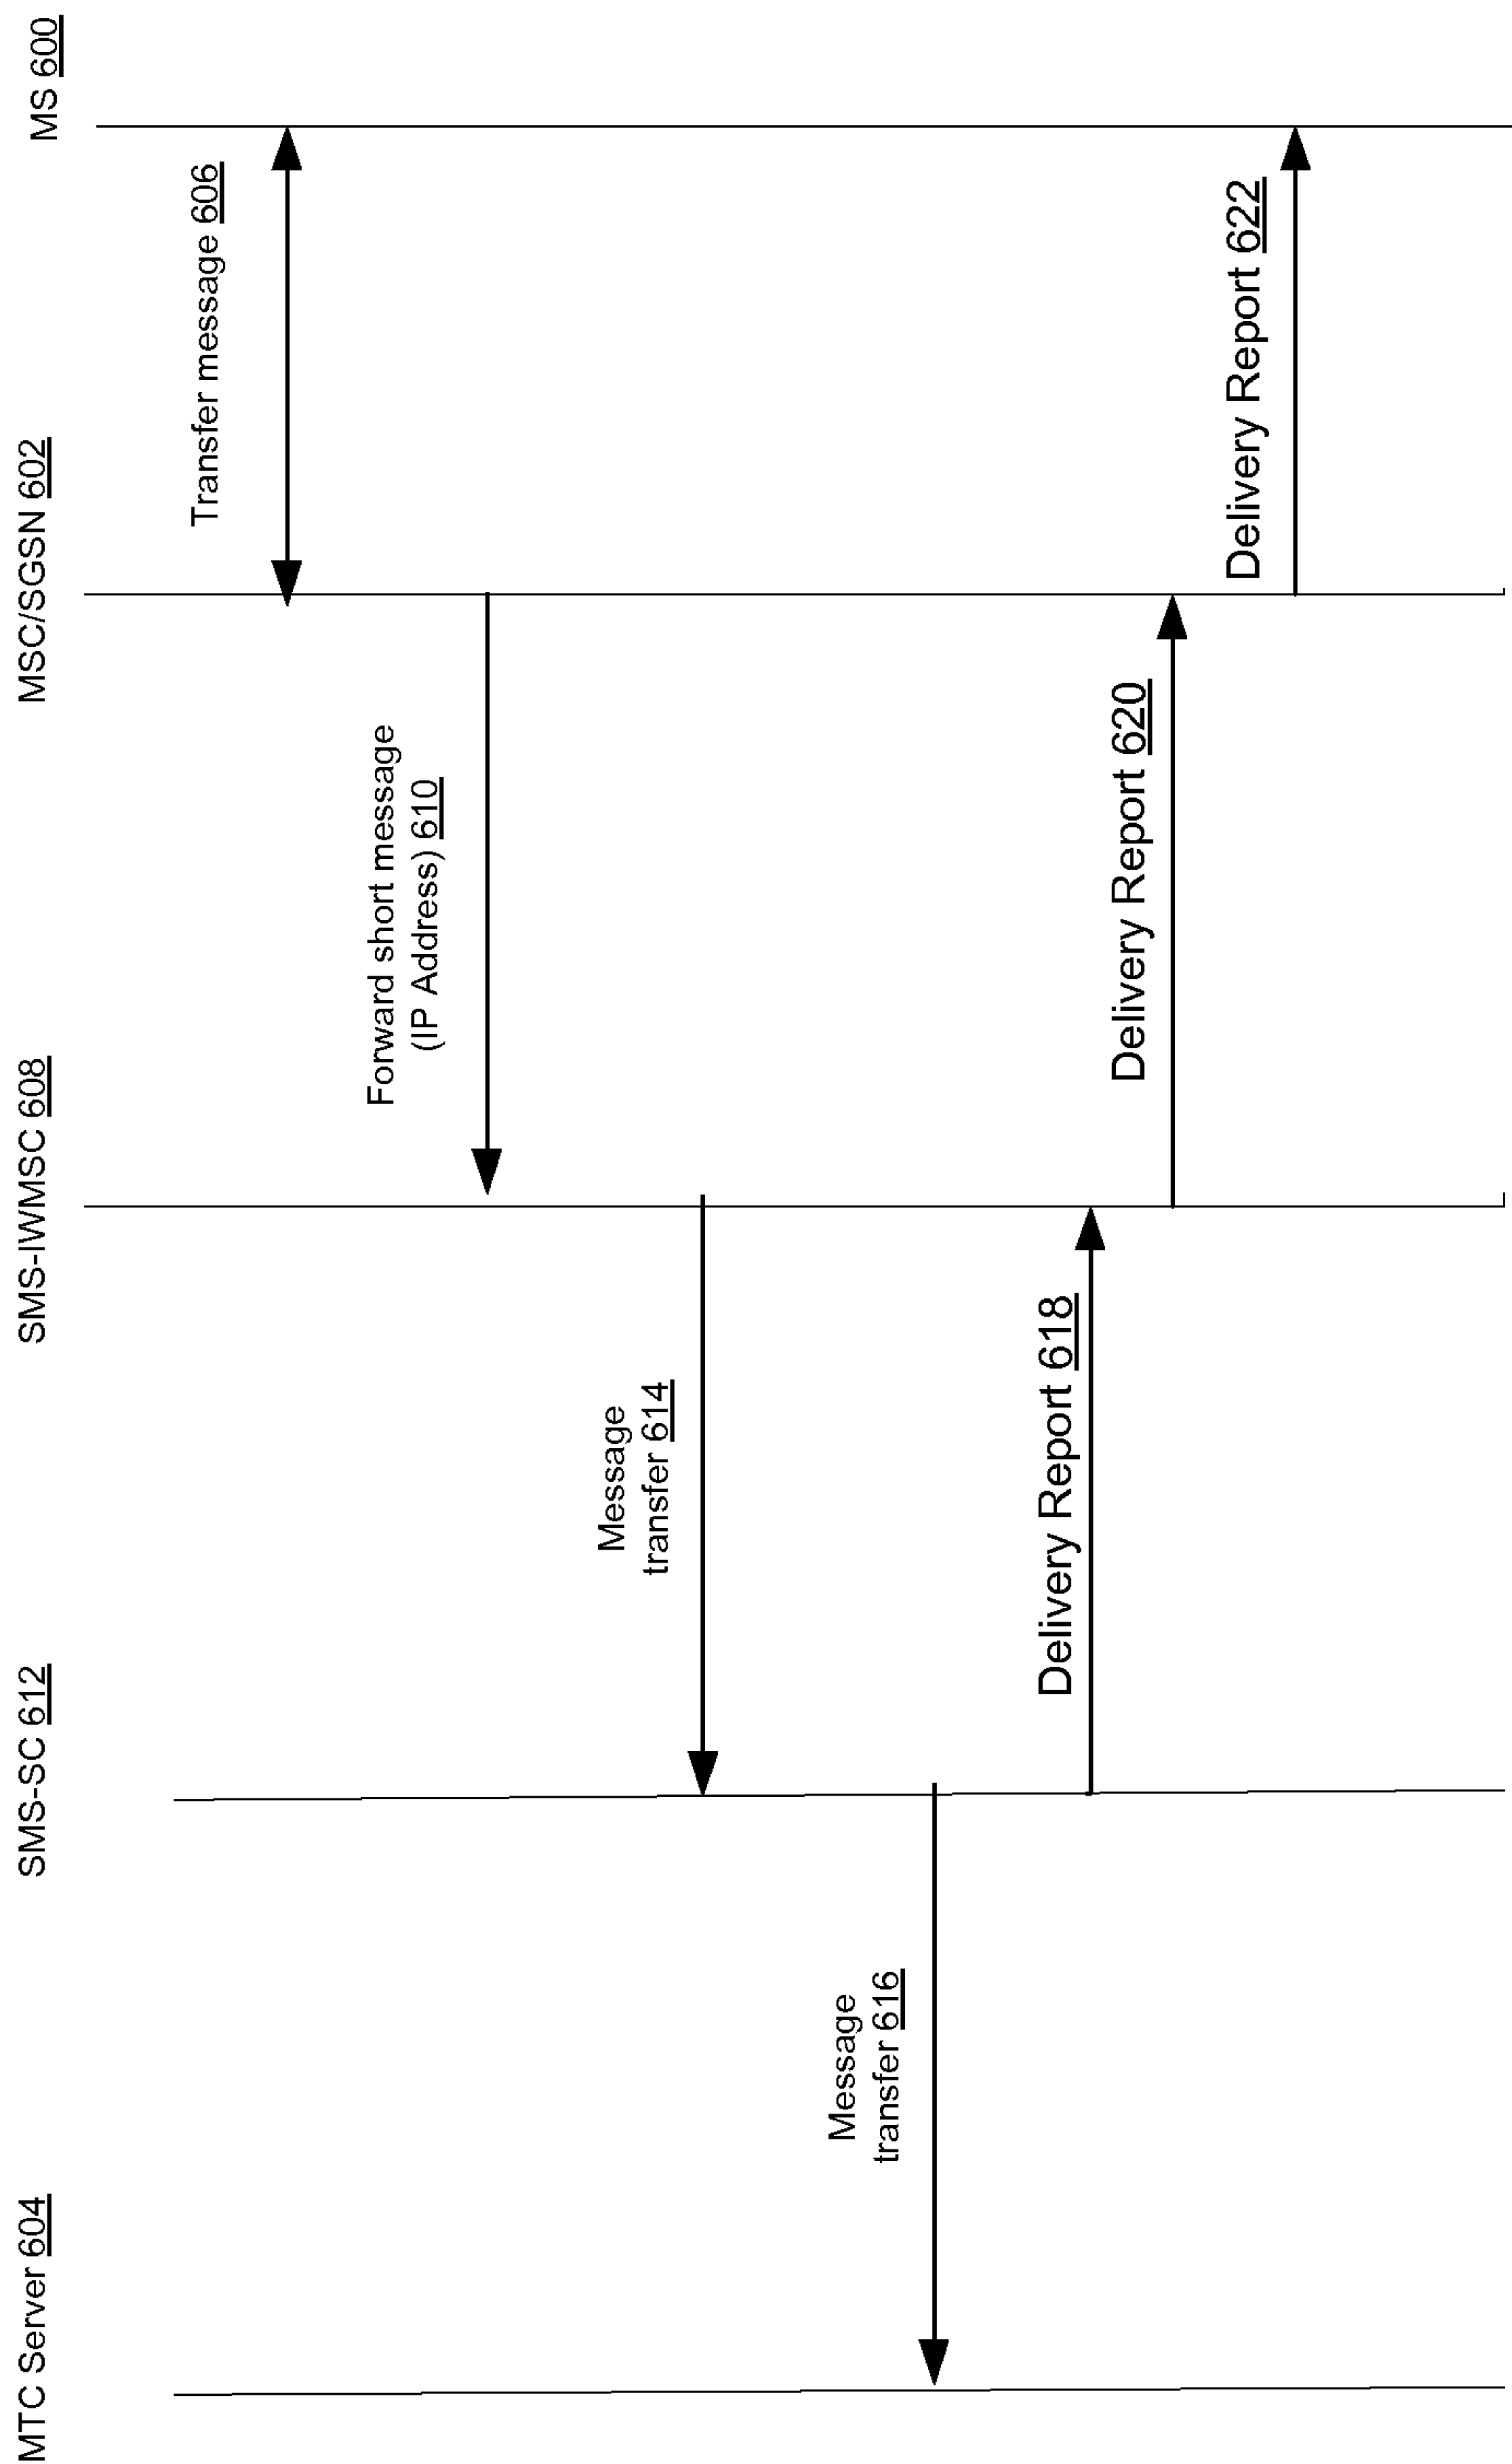 MTC Server 604
SMS-SC 612
SMS-IWMSC 608
MSC/SGSN 602
MS 600
Transfer message 606
Forward short message
(IP Address) 610
Message
transfer 614
Message
transfer 616
Delivery Report 618
Delivery Report 620
Delivery Report 622